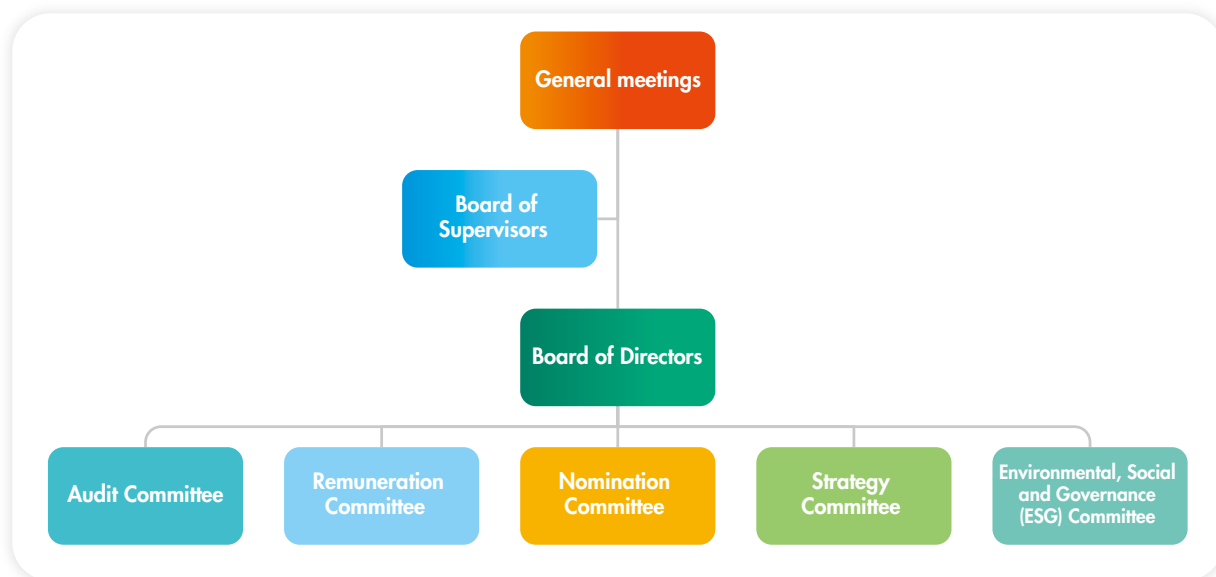 General meetings
Board of
Supervisors
Board of Directors
Audit Committee
Remuneration
Committee
Nomination
Committee
Strategy
Committee
Environmental, Social
and Governance
(ESG) Committee